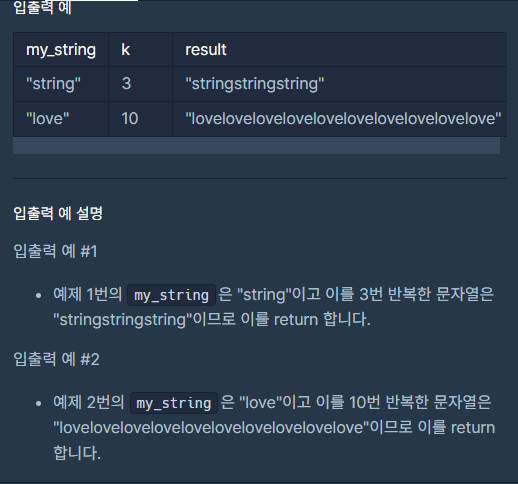 입출력 예
my_string k result
"string" 3 "stringstringstring"
"love" 10 "lovelovelovelovelovelovelovelovelovelove"
입출력 예 설명
입출력 예 #1
예제 1번의 my_string 은 "string"이고 이를 3번 반복한 문자열은
"stringstringstring"이므로 이를 return 합니다.
입출력 예 #2
예제 2번의 my_string 은 "love"이고 이를 10번 반복한 문자열은
"lovelovelovelovelovelovelovelovelovelove"이므로 이를 return
합니다.